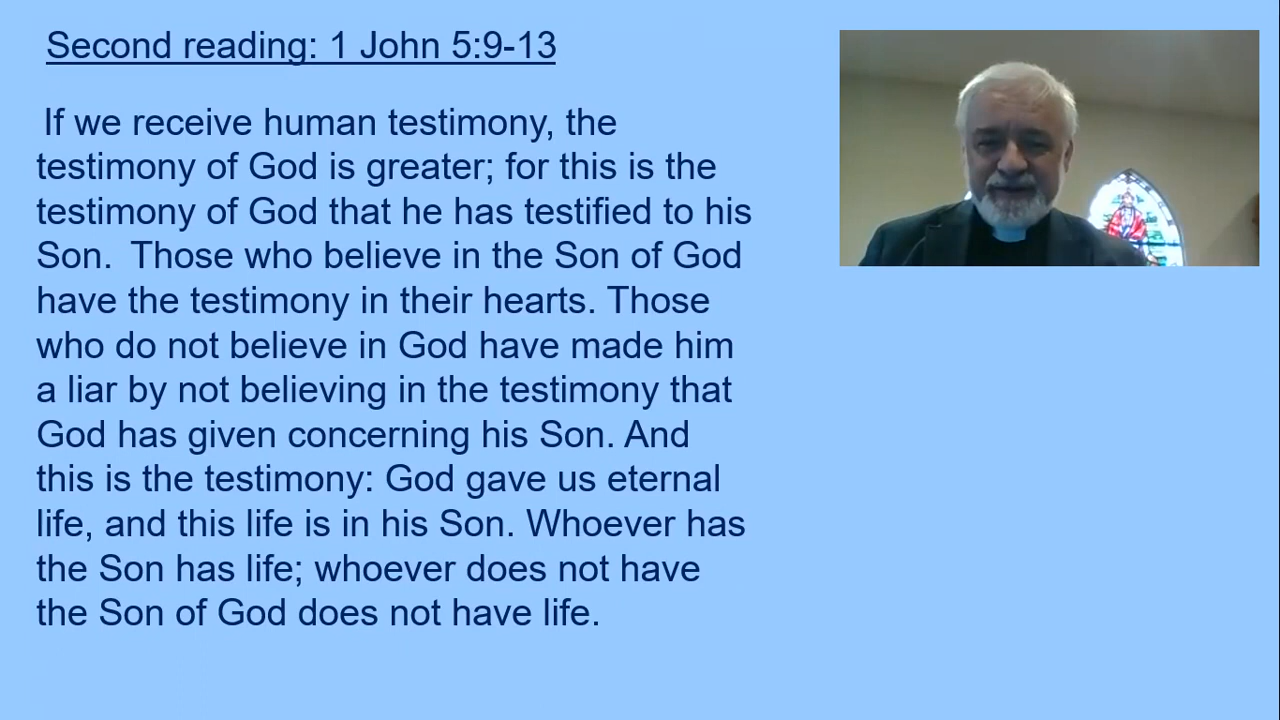 Second reading: 1 John 5:9-13
If we receive human testimony, the
testimony of God is greater; for this is the
testimony of God that he has testified to his
Son. Those who believe in the Son of God
have the testimony in their hearts. Those
who do not believe in God have made him
a liar by not believing in the testimony that
God has given concerning his Son. And
this is the testimony: God gave us eternal
life, and this life is in his Son. Whoever has
the Son has life; whoever does not have
the Son of God does not have life.